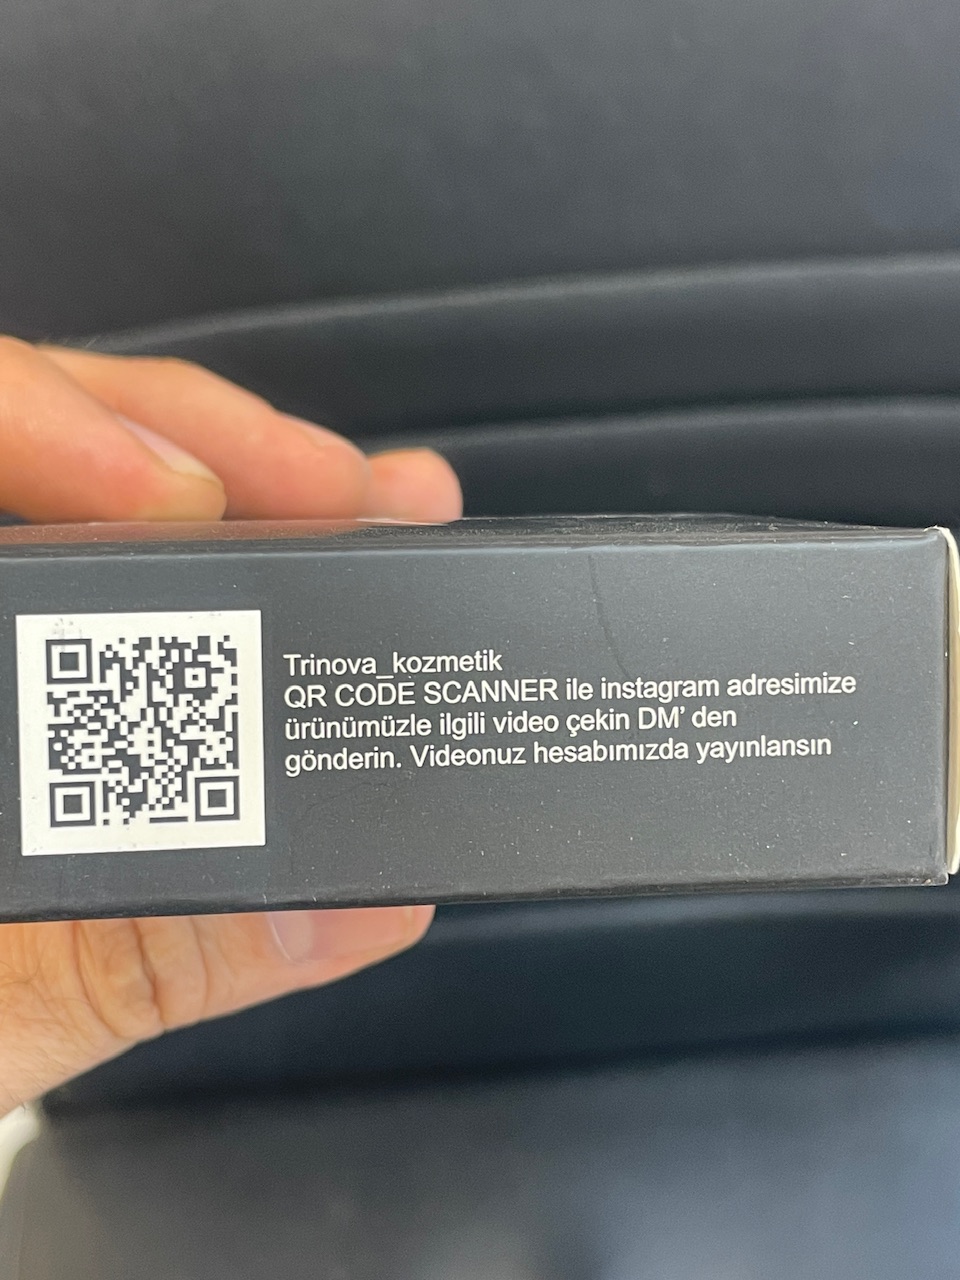 Trinova_kozmetik
QR CODE SCANNER ile instagram adresimize
ürünümüzle ilgili video çekin DM' den
gönderin. Videonuz hesabımızda yayınlansın